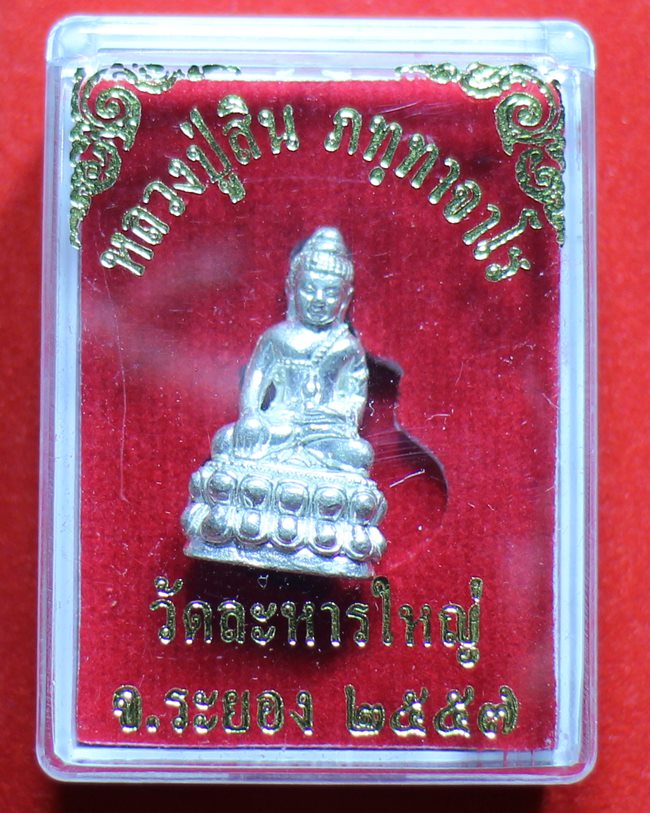 หลวงปู่สิน ภทฺทาจาโร
วัดละหารใหญ่
จ.ระยอง ๒๕๕๗